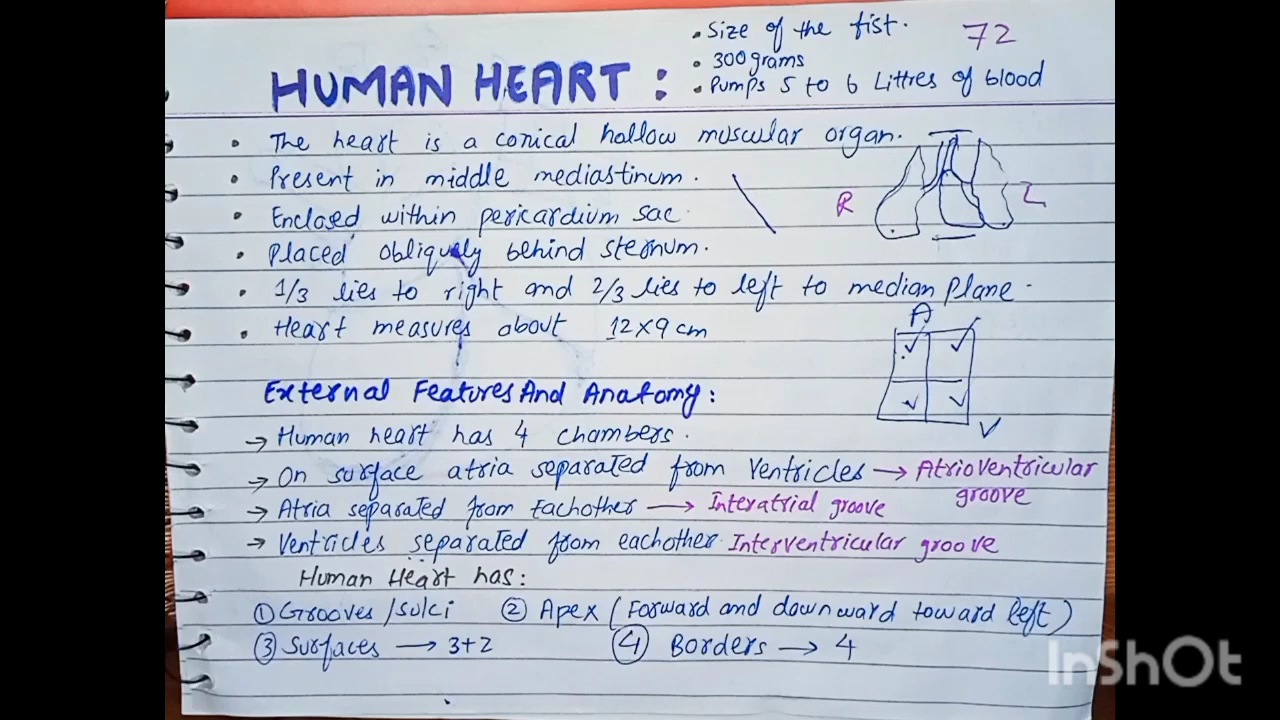 • Size of the fist. 72
• 300 grams
HUMAN HEART : • Pumps 5 to 6 Littres of blood
• The heart is a conical hollow muscular organ.
• Present in middle mediastinum.
• Enclosed within pericardium sac.
R L
• Placed obliquely behind sternum.
• 1/3 lies to right and 2/3 lies to left to median plane.
• Heart measures about 12x9 cm
A
External Features And Anatomy:
→ Human heart has 4 chambers.
V
→ On surface atria separated from ventricles → Atrioventricular
groove
→ Atria separated from Eachother → Interatrial groove
→ Ventricles separated from eachother. Interventricular groove
Human Heart has:
① Grooves/sulci ② Apex (Forward and downward toward left)
③ Surfaces → 3+2 ④ Borders → 4
InShOt